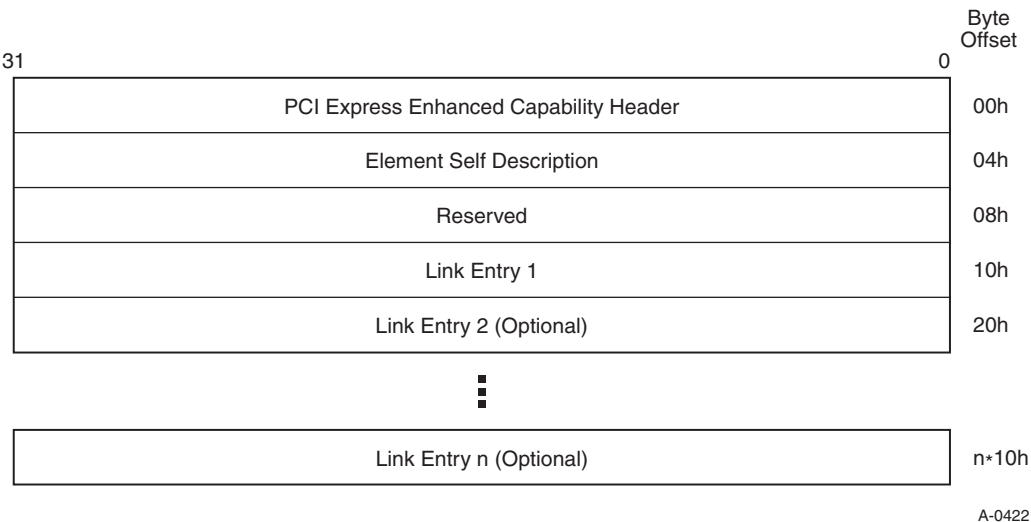 Byte
Offset
31 0
PCI Express Enhanced Capability Header 00h
Element Self Description 04h
Reserved 08h
Link Entry 1 10h
Link Entry 2 (Optional) 20h
Link Entry n (Optional) n*10h
A-0422